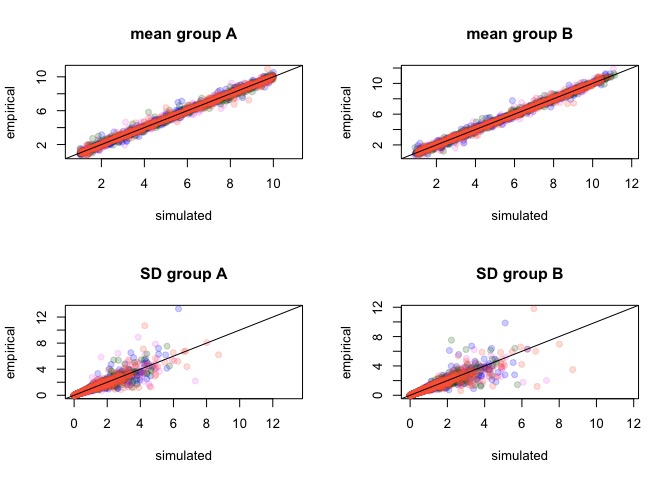 mean group A
empirical
2 6 10
2 4 6 8 10
simulated
mean group B
empirical
2 6 10
2 4 6 8 10 12
simulated
SD group A
empirical
0 4 8 12
0 2 4 6 8 10 12
simulated
SD group B
empirical
0 4 8 12
0 2 4 6 8 10 12
simulated